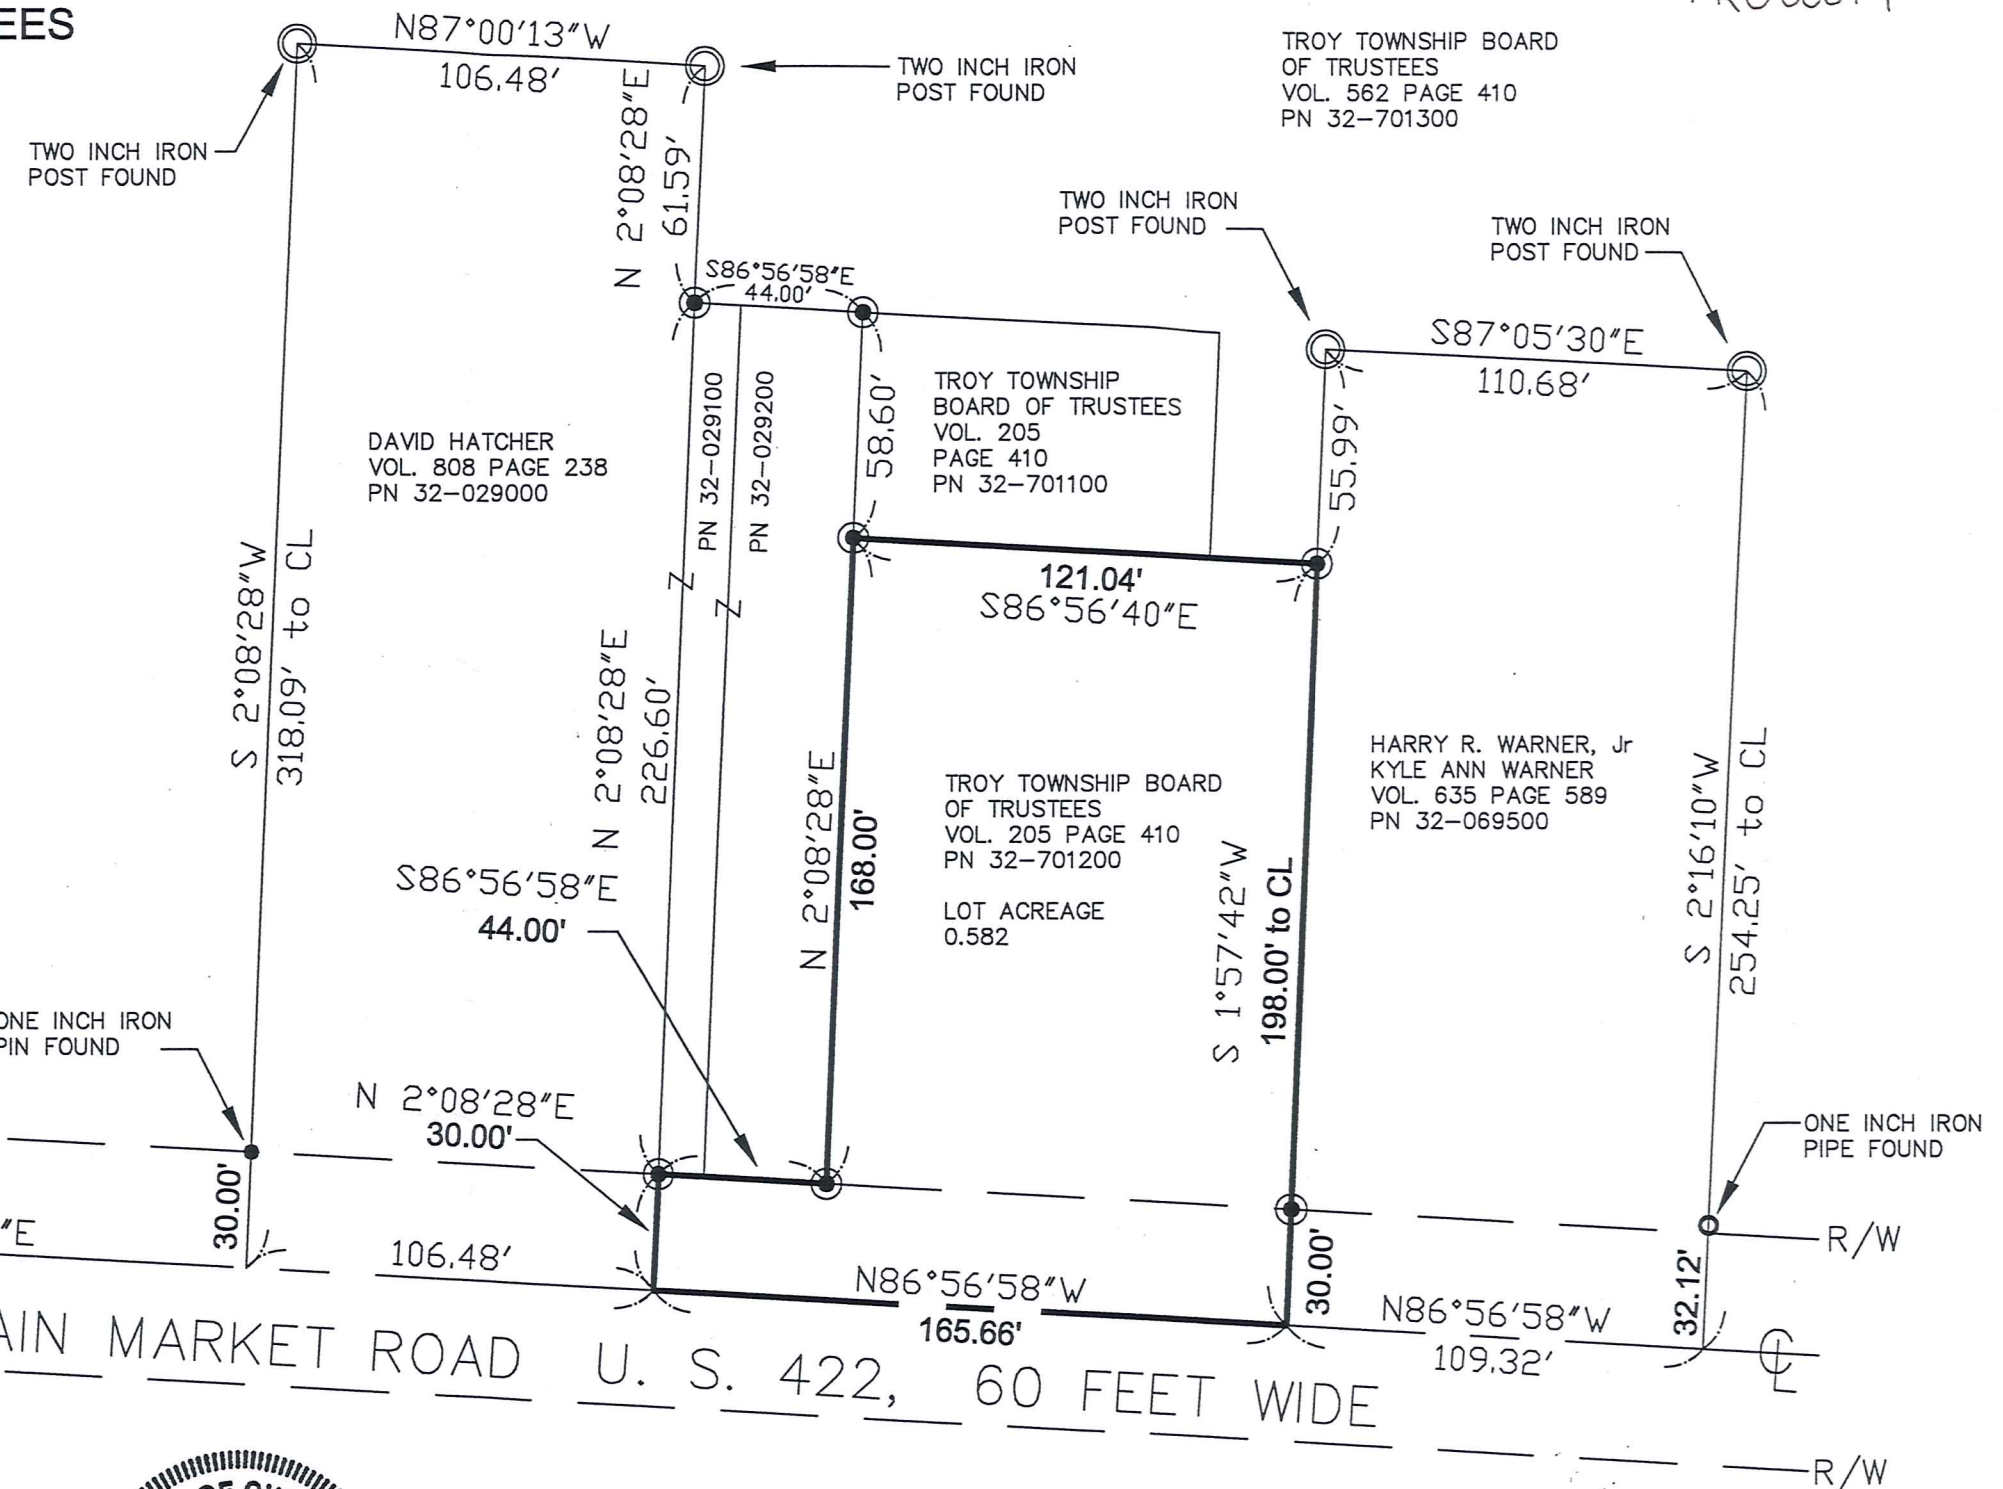 EES
N87°00'13"W
106.48'
TWO INCH IRON
POST FOUND
TWO INCH IRON
POST FOUND
TROY TOWNSHIP BOARD
OF TRUSTEES
VOL. 562 PAGE 410
PN 32-701300
N 2°08'28"E
61.59'
TWO INCH IRON
POST FOUND
TWO INCH IRON
POST FOUND
S86°56'58"E
44.00'
S87°05'30"E
110.68'
DAVID HATCHER
VOL. 808 PAGE 238
PN 32-029000
PN 32-029100
PN 32-029200
58.60'
TROY TOWNSHIP
BOARD OF TRUSTEES
VOL. 205
PAGE 410
PN 32-701100
55.99'
S 2°08'28"W
318.09' to CL
121.04'
S86°56'40"E
N 2°08'28"E
226.60'
N 2°08'28"E
168.00'
TROY TOWNSHIP BOARD
OF TRUSTEES
VOL. 205 PAGE 410
PN 32-701200
LOT ACREAGE
0.582
S 1°57'42"W
198.00' to CL
HARRY R. WARNER, Jr
KYLE ANN WARNER
VOL. 635 PAGE 589
PN 32-069500
S 2°16'10"W
254.25' to CL
S86°56'58"E
44.00'
ONE INCH IRON
PIN FOUND
N 2°08'28"E
30.00'
ONE INCH IRON
PIPE FOUND
30.00'
"E
106.48'
N86°56'58"W
165.66'
30.00'
N86°56'58"W
109.32'
32.12'
R/W
CL
AIN MARKET ROAD U. S. 422, 60 FEET WIDE
R/W